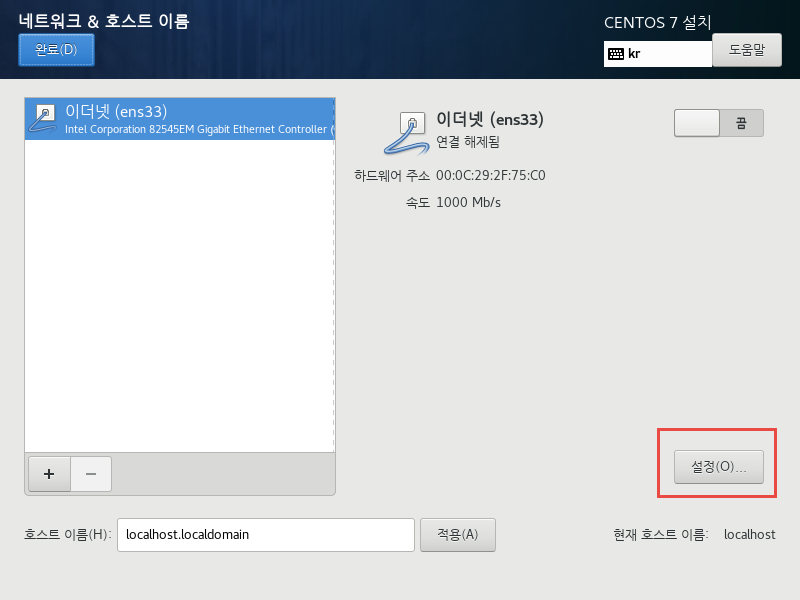 네트워크 & 호스트 이름
CENTOS 7 설치
완료(D)
kr
도움말
이더넷 (ens33)
Intel Corporation 82545EM Gigabit Ethernet Controller (
이더넷 (ens33)
연결 해제됨
끔
하드웨어 주소 00:0C:29:2F:75:C0
속도 1000 Mb/s
설정(O)...
+ −
호스트 이름(H): localhost.localdomain 적용(A) 현재 호스트 이름: localhost